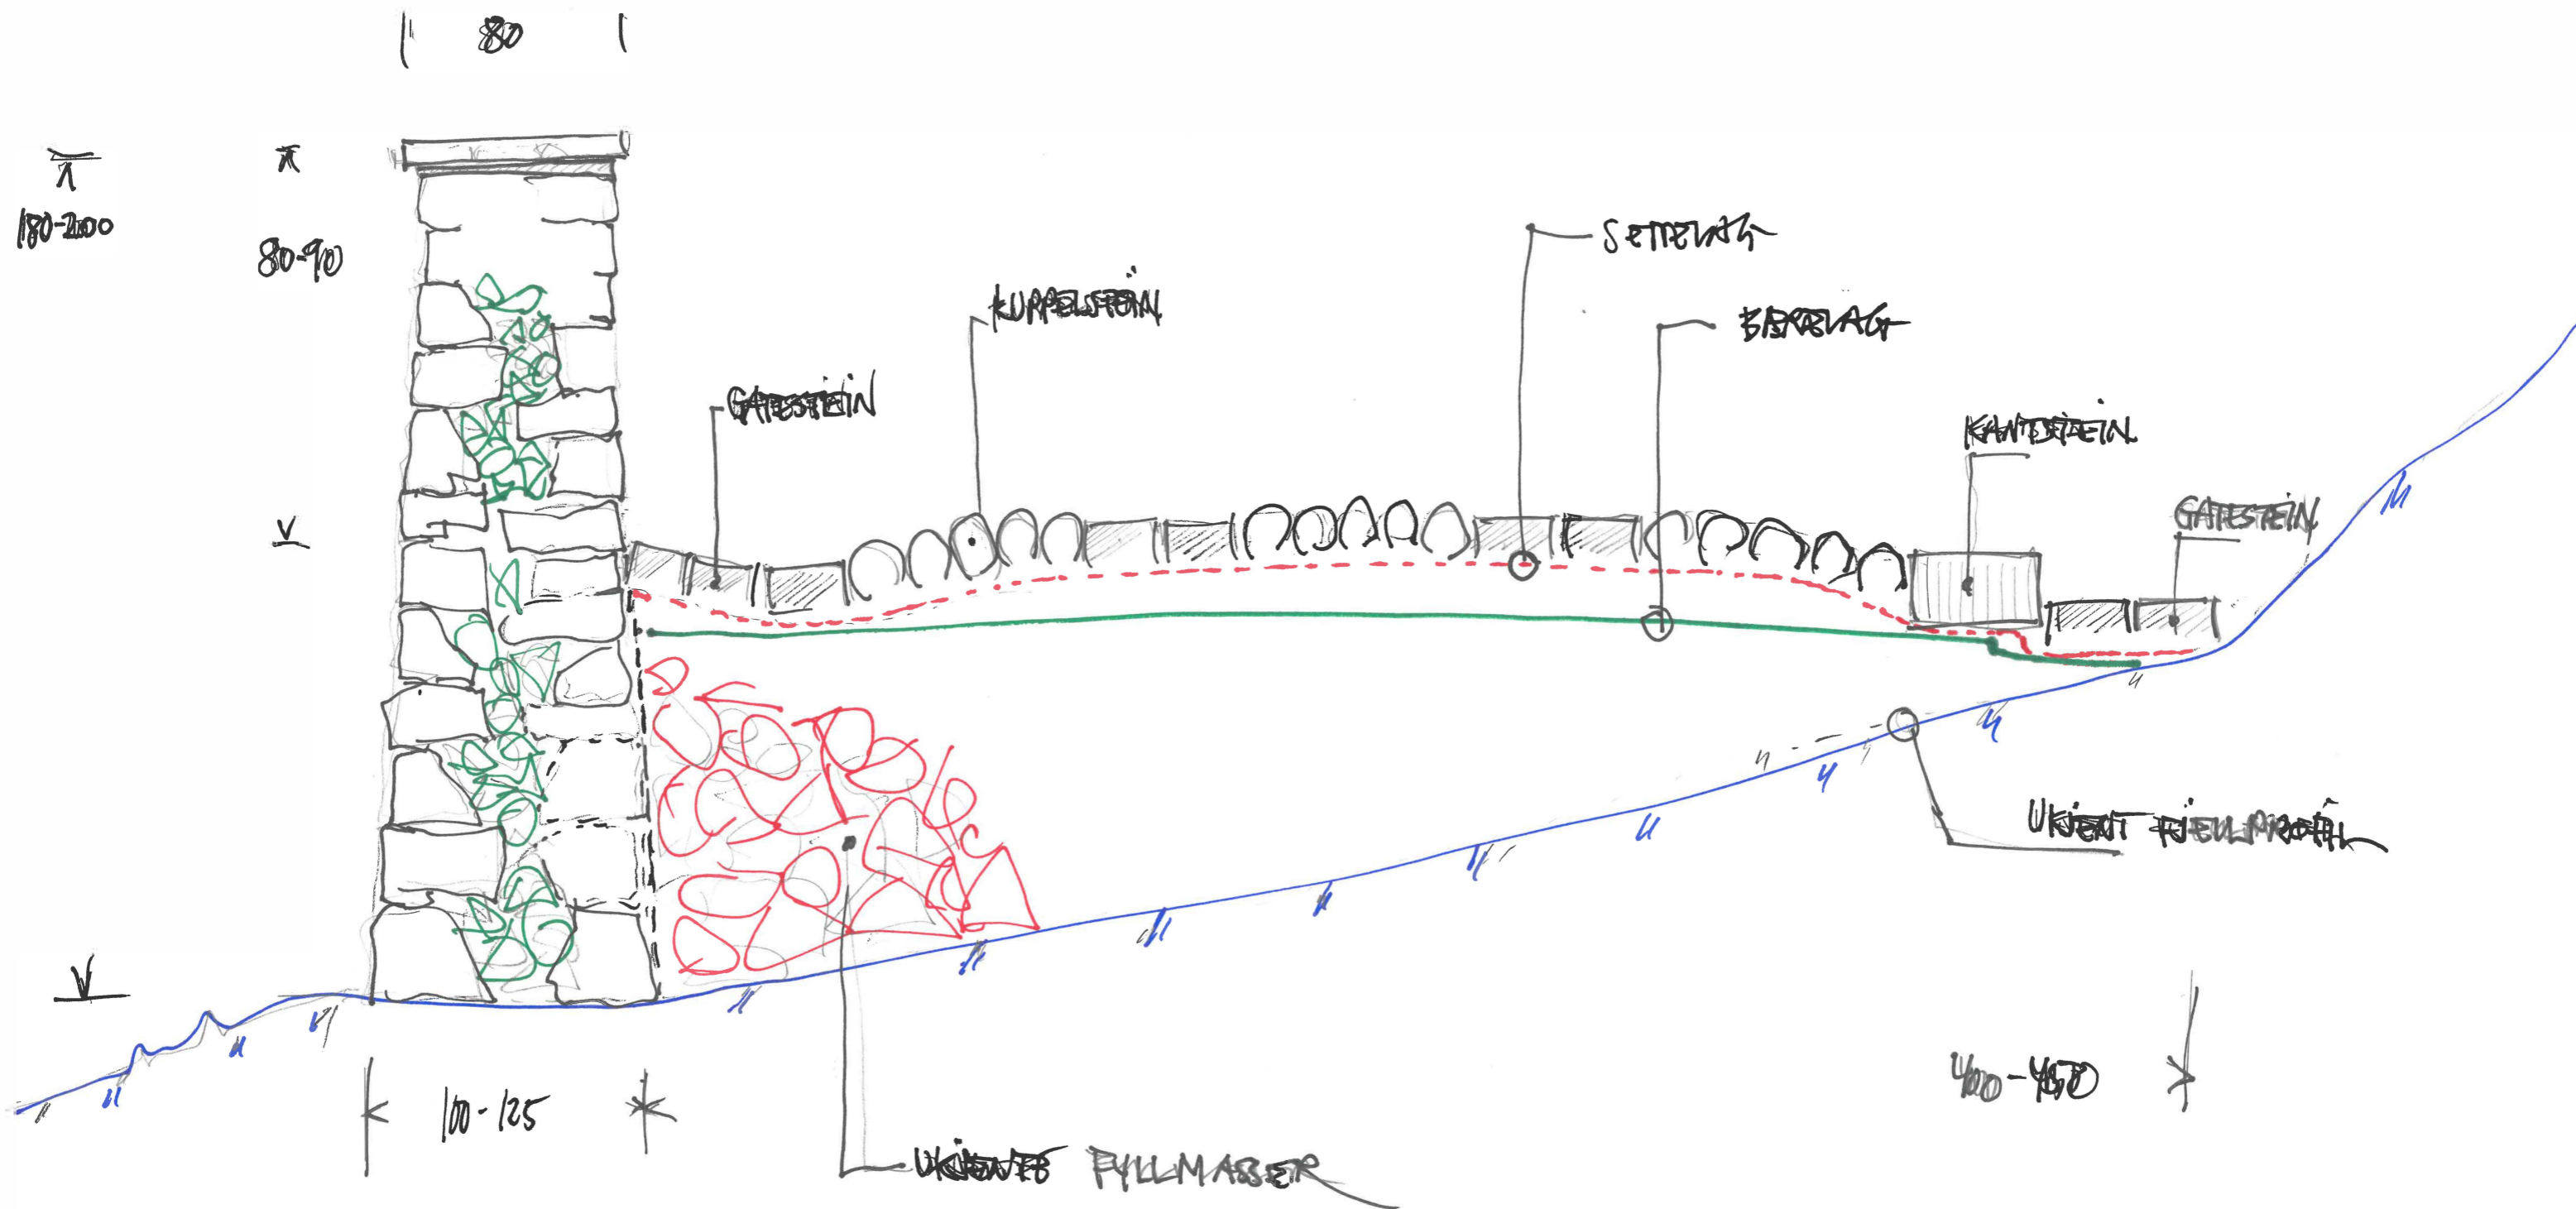 80
180-200
80-90
SETTELAG
KUPPELSTEIN
BÆRELAG
GATESTEIN
KANTSTEIN
GATESTEIN
UKJENT FJELLPROFIL
400-450
100-125
UKJENTE FYLLMASSER